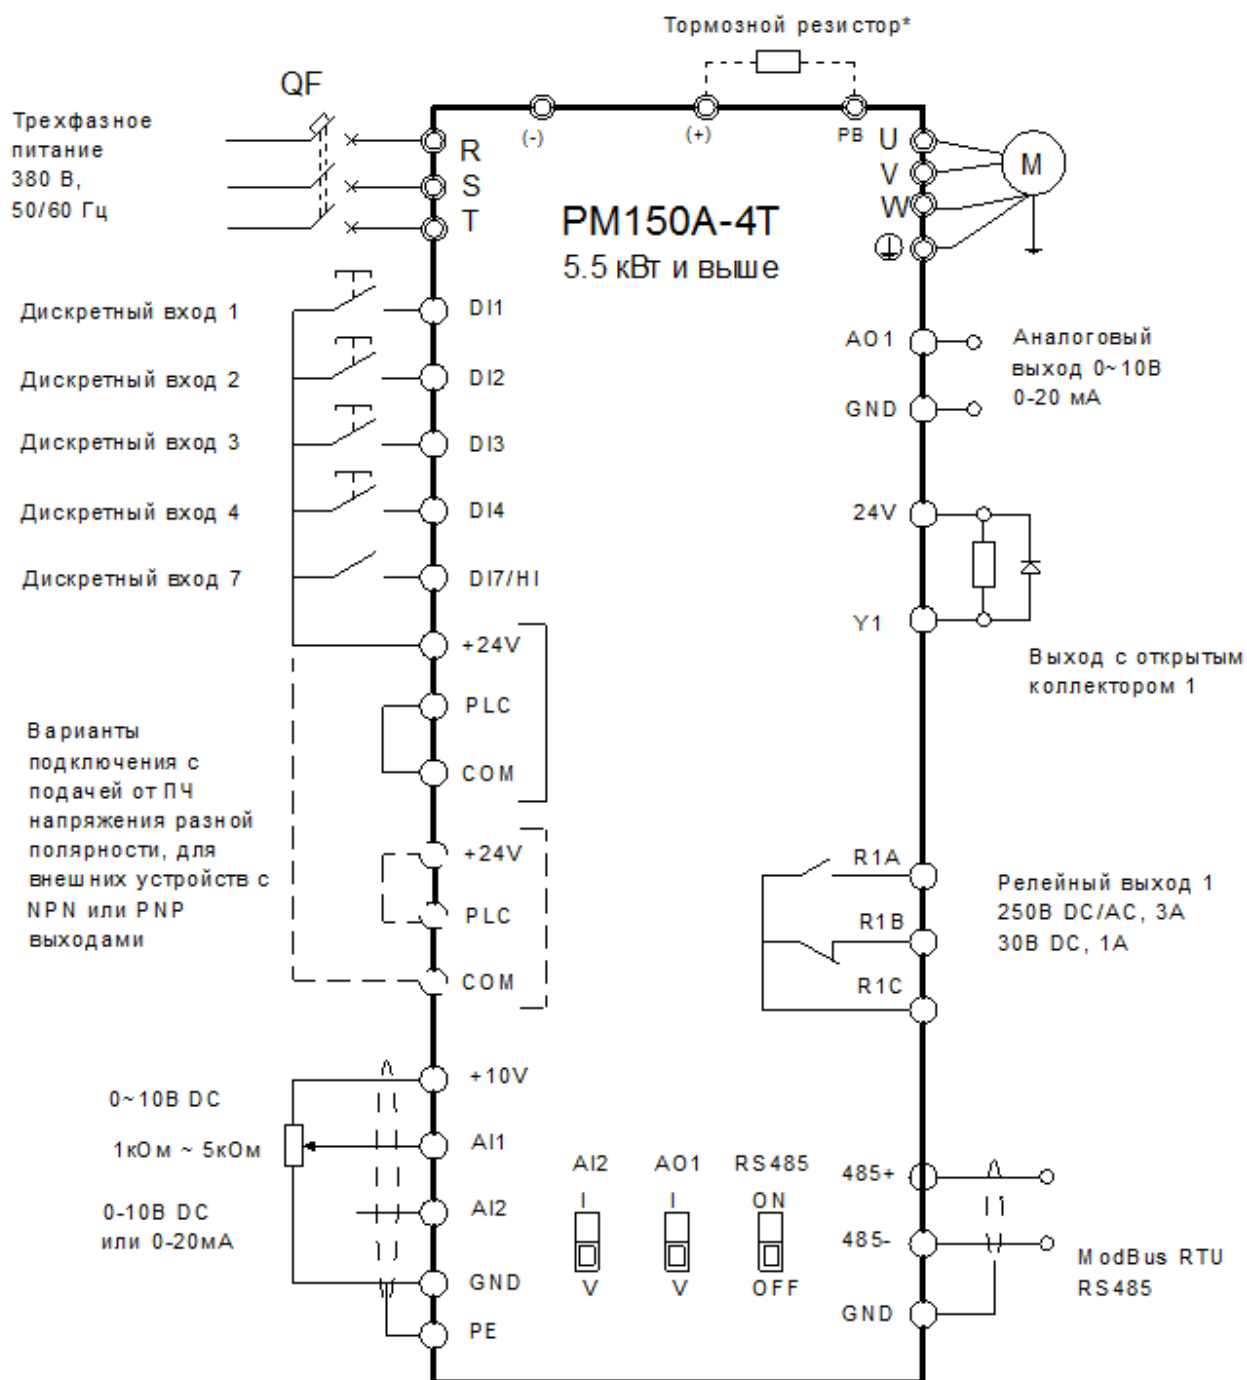 Тормозной резистор*
QF
Трехфазное
питание
380 В,
50/60 Гц
(-)
(+)
PB
R
S
T
U
V
W
M
PM150A-4T
5.5 кВт и выше
Дискретный вход 1
DI1
Дискретный вход 2
DI2
Дискретный вход 3
DI3
Дискретный вход 4
DI4
Дискретный вход 7
DI7/HI
+24V
PLC
COM
Варианты
подключения с
подачей от ПЧ
напряжения разной
полярности, для
внешних устройств с
NPN или PNP
выходами
+24V
PLC
COM
AO1
GND
Аналоговый
выход 0~10В
0-20 мА
24V
Y1
Выход с открытым
коллектором 1
R1A
R1B
R1C
Релейный выход 1
250В DC/AC, 3А
30В DC, 1А
0~10В DC
1кОм ~ 5кОм
0-10В DC
или 0-20мА
+10V
AI1
AI2
GND
PE
AI2
I
V
AO1
I
V
RS485
ON
OFF
485+
485-
GND
ModBus RTU
RS485